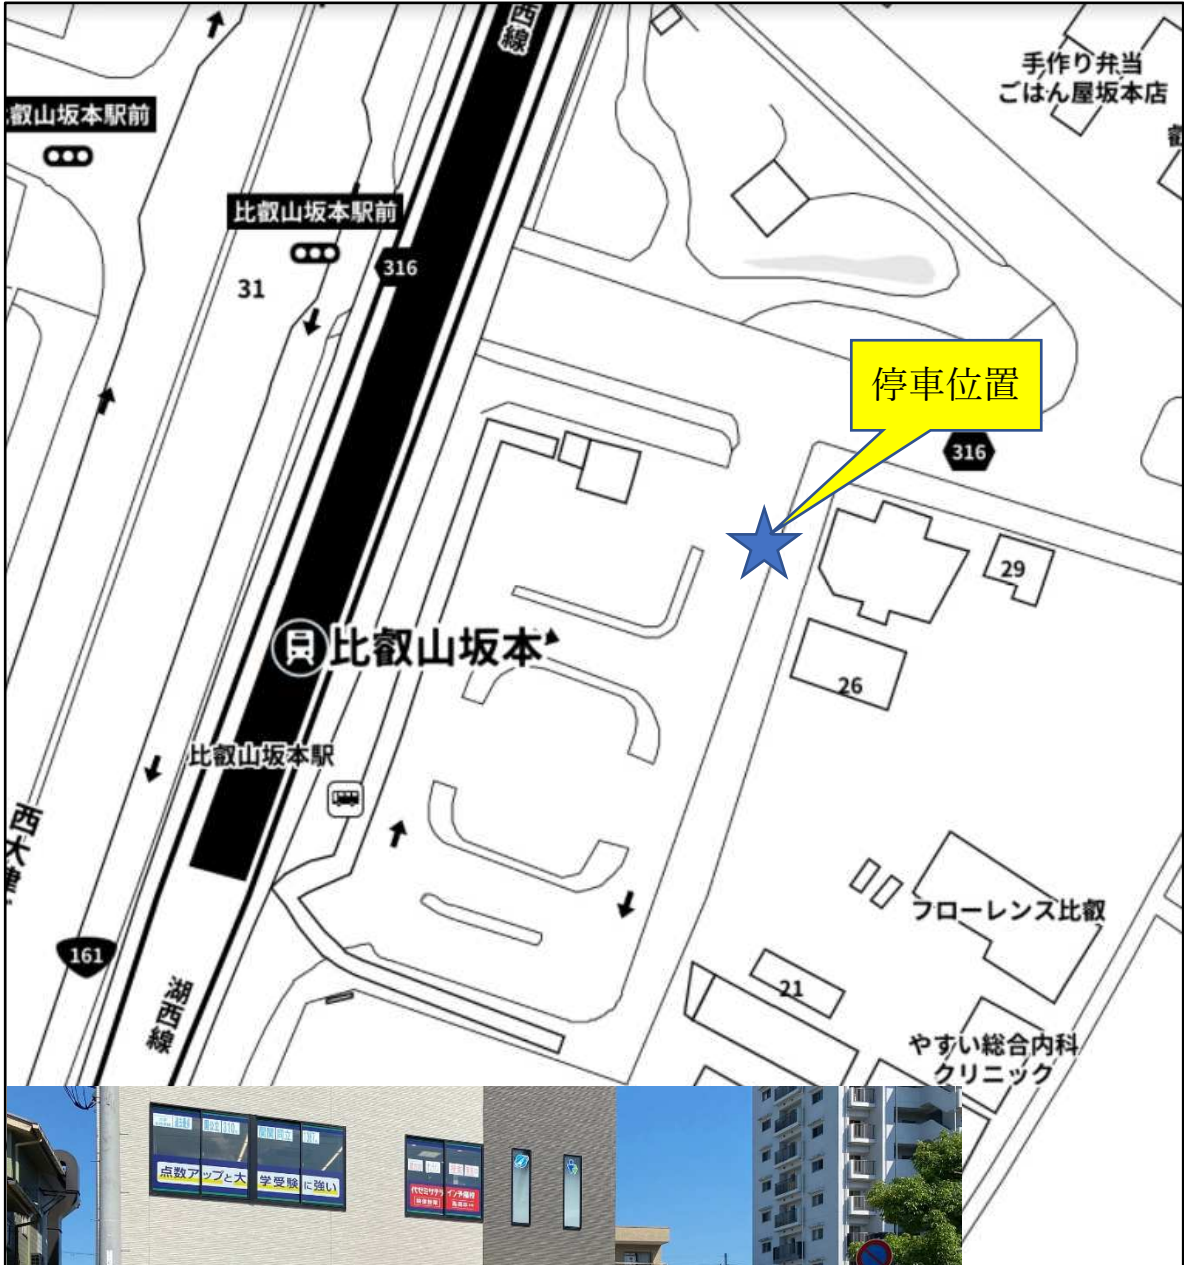 西線
手作り弁当
ごはん屋坂本店
叡山坂本駅前
叡
比叡山坂本駅前
316
31
停車位置
316
29
比叡山坂本
26
比叡山坂本駅
西大津
フローレンス比叡
161
21
湖西線
やすい総合内科
クリニック
点数アップと大学受験に強い